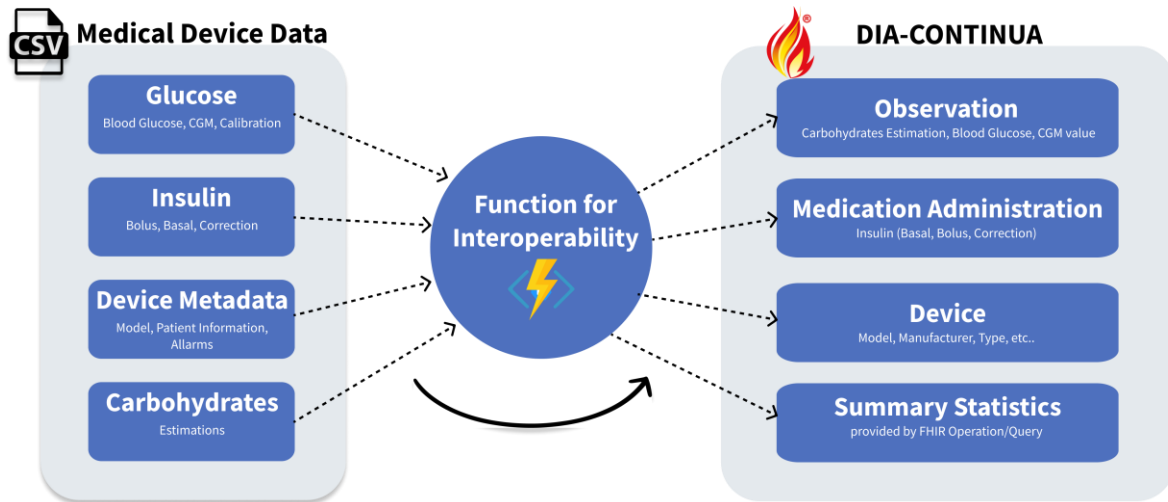 CSV
Medical Device Data
Glucose
Blood Glucose, CGM, Calibration
Insulin
Bolus, Basal, Correction
Device Metadata
Model, Patient Information,
Allarms
Carbohydrates
Estimations
Function for
Interoperability
®
DIA-CONTINUA
Observation
Carbohydrates Estimation, Blood Glucose, CGM value
Medication Administration
Insulin (Basal, Bolus, Correction)
Device
Model, Manufacturer, Type, etc..
Summary Statistics
provided by FHIR Operation/Query